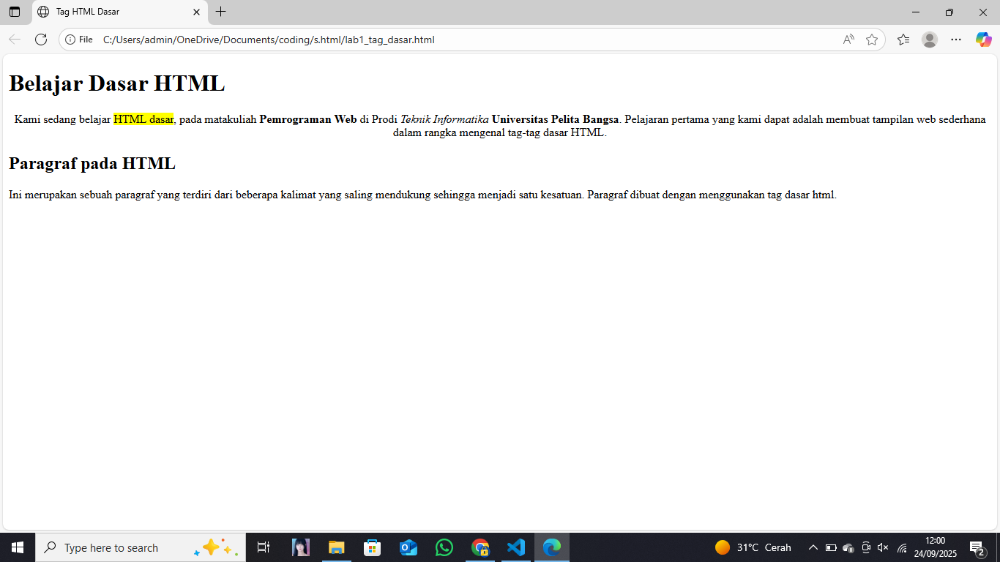 Tag HTML Dasar
File C:/Users/admin/OneDrive/Documents/coding/s.html/lab1_tag_dasar.html
Belajar Dasar HTML
Kami sedang belajar HTML dasar, pada matakuliah Pemrograman Web di Prodi Teknik Informatika Universitas Pelita Bangsa. Pelajaran pertama yang kami dapat adalah membuat tampilan web sederhana
dalam rangka mengenal tag-tag dasar HTML.
Paragraf pada HTML
Ini merupakan sebuah paragraf yang terdiri dari beberapa kalimat yang saling mendukung sehingga menjadi satu kesatuan. Paragraf dibuat dengan menggunakan tag dasar html.
Type here to search
31°C Cerah
12:00
24/09/2025
2